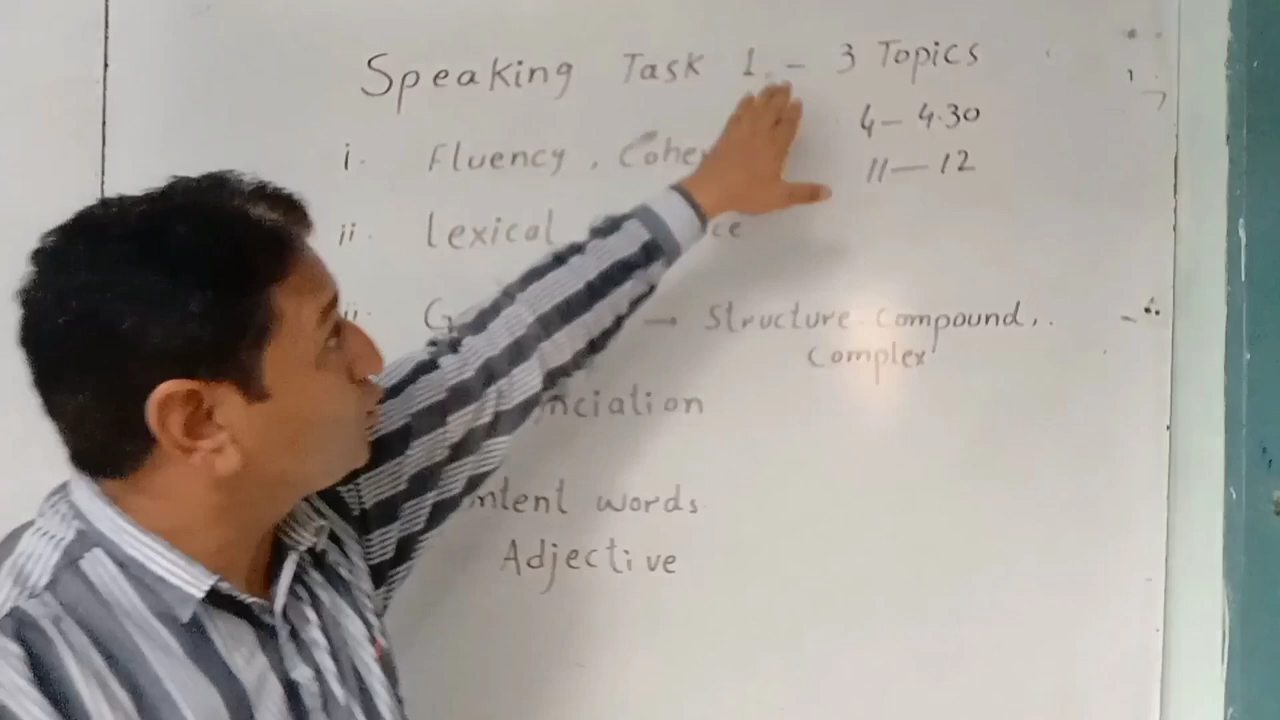 Speaking Task 1. - 3 Topics
4 - 4.30
i. Fluency, Coher
11 - 12
ii. Lexical ce
ii. G → Structure. Compound,.
Complex
nciation
ntent words.
Adjective